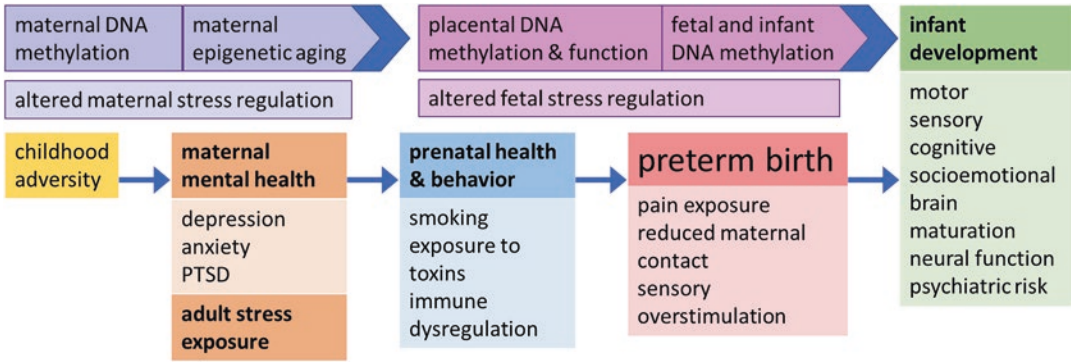 maternal DNA
methylation
maternal
epigenetic aging
placental DNA
methylation & function
fetal and infant
DNA methylation
infant
development
altered maternal stress regulation
altered fetal stress regulation
childhood
adversity
maternal
mental health
depression
anxiety
PTSD
adult stress
exposure
prenatal health
& behavior
smoking
exposure to
toxins
immune
dysregulation
preterm birth
pain exposure
reduced maternal
contact
sensory
overstimulation
motor
sensory
cognitive
socioemotional
brain
maturation
neural function
psychiatric risk